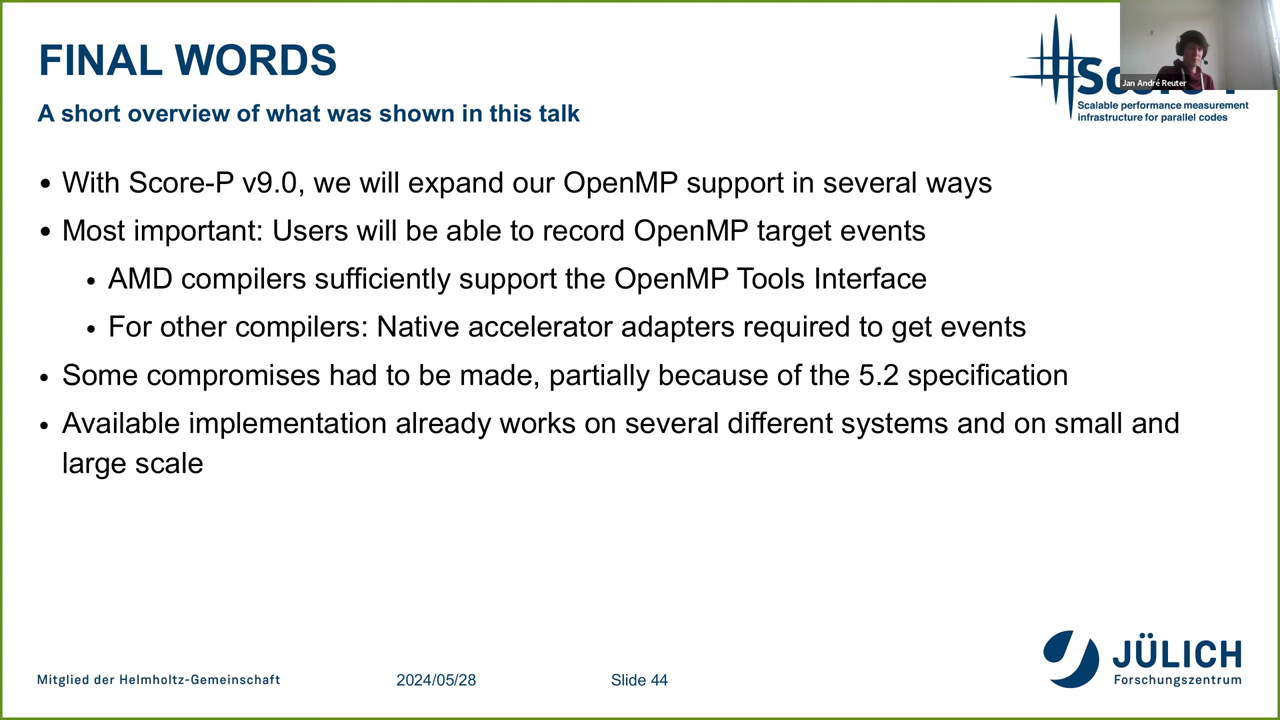 FINAL WORDS
Jan André Reuter
A short overview of what was shown in this talk
Scalable performance measurement
infrastructure for parallel codes
• With Score-P v9.0, we will expand our OpenMP support in several ways
• Most important: Users will be able to record OpenMP target events
• AMD compilers sufficiently support the OpenMP Tools Interface
• For other compilers: Native accelerator adapters required to get events
• Some compromises had to be made, partially because of the 5.2 specification
• Available implementation already works on several different systems and on small and
large scale
Mitglied der Helmholtz-Gemeinschaft
2024/05/28
Slide 44
JÜLICH
Forschungszentrum